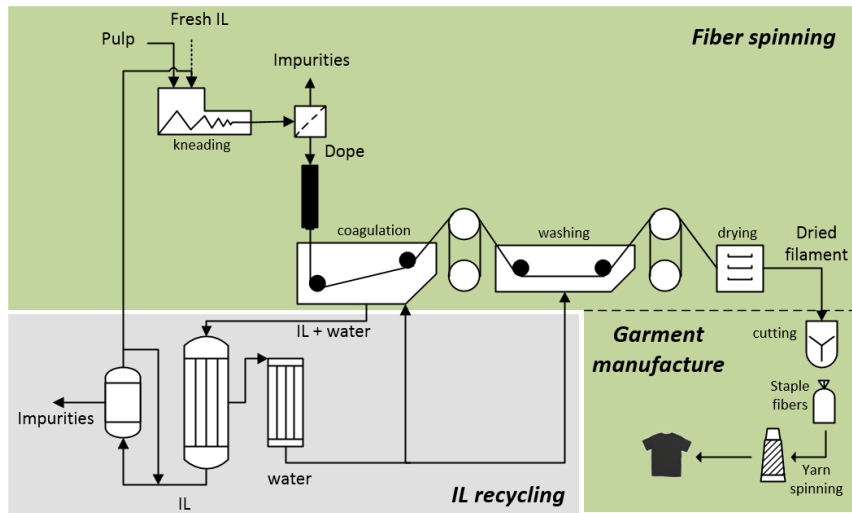 Fresh IL
Pulp
Fiber spinning
Impurities
kneading
Dope
coagulation
washing
drying
Dried
filament
IL + water
Garment
manufacture
cutting
Staple
fibers
Impurities
Yarn
spinning
water
IL
IL recycling